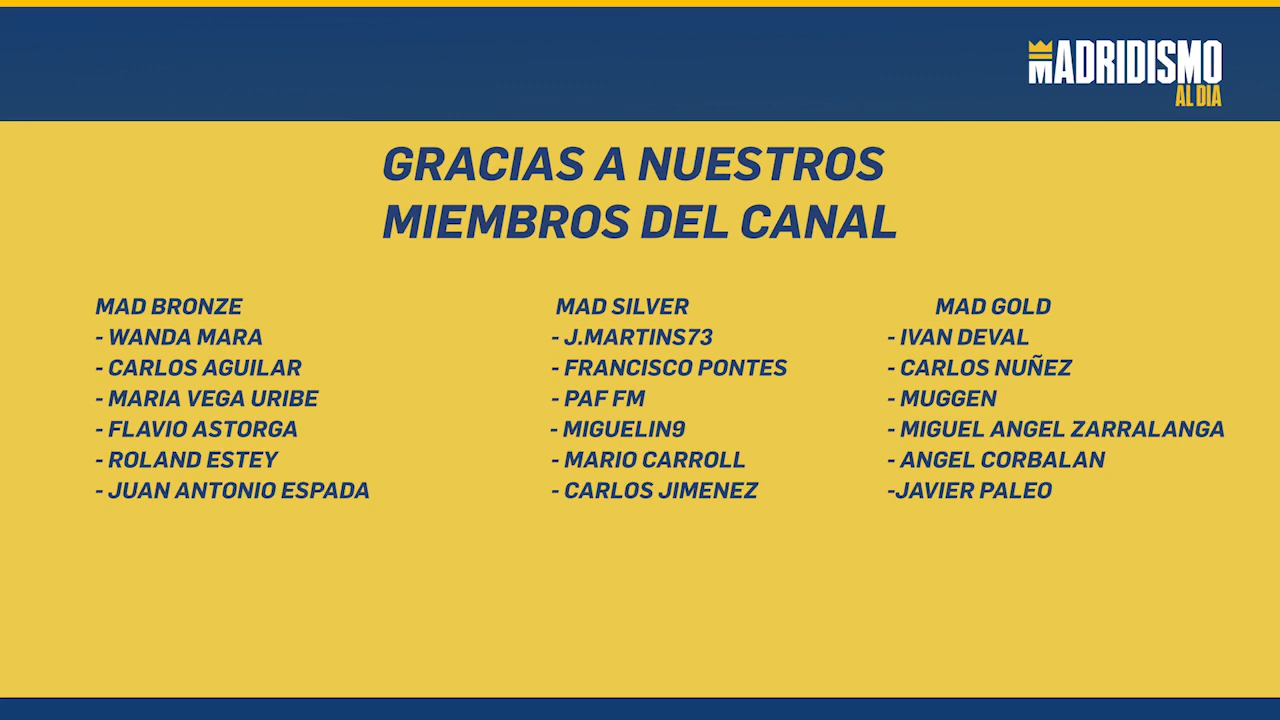 MADRIDISMO
AL DIA
GRACIAS A NUESTROS
MIEMBROS DEL CANAL
MAD BRONZE
- WANDA MARA
- CARLOS AGUILAR
- MARIA VEGA URIBE
- FLAVIO ASTORGA
- ROLAND ESTEY
- JUAN ANTONIO ESPADA
MAD SILVER
- J.MARTINS73
- FRANCISCO PONTES
- PAF FM
- MIGUELIN9
- MARIO CARROLL
- CARLOS JIMENEZ
MAD GOLD
- IVAN DEVAL
- CARLOS NUÑEZ
- MUGGEN
- MIGUEL ANGEL ZARRALANGA
- ANGEL CORBALAN
-JAVIER PALEO